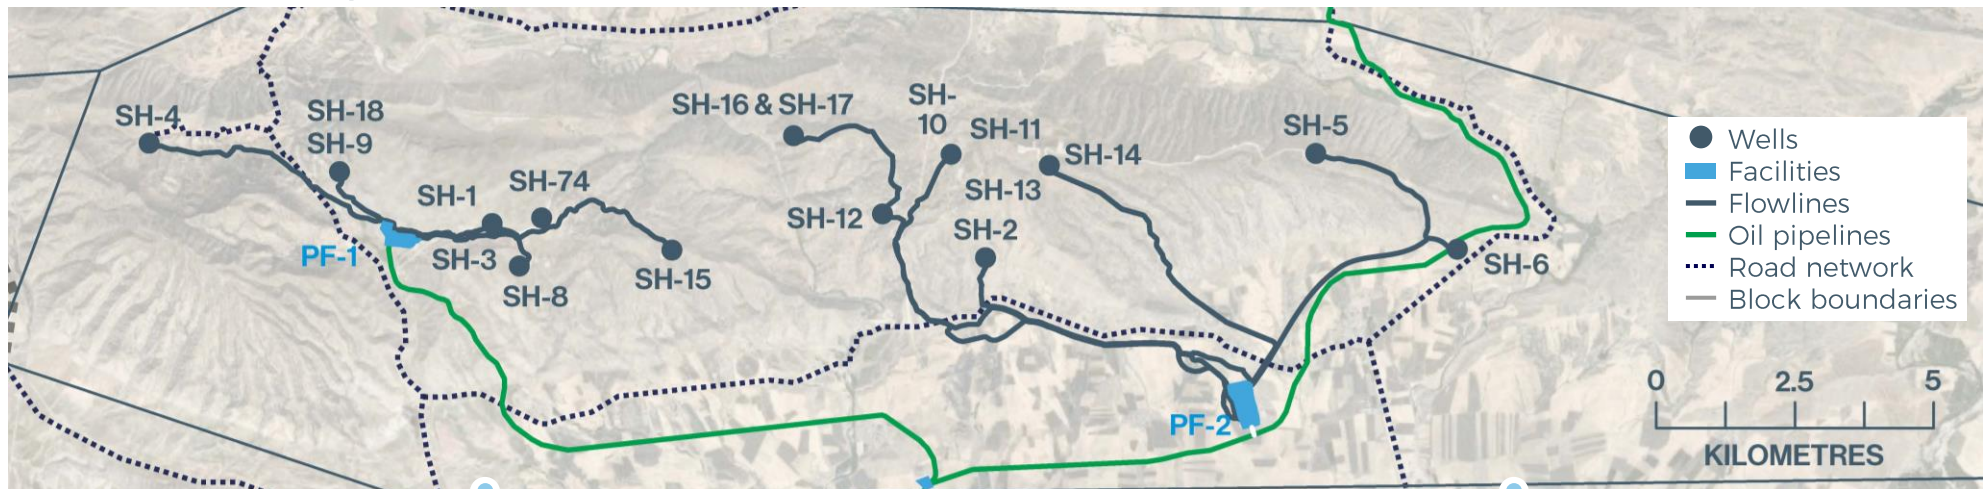 SH-4
SH-18
SH-9
SH-1
SH-74
SH-3
SH-8
SH-15
PF-1
SH-16 & SH-17
SH-
10
SH-11
SH-14
SH-13
SH-12
SH-2
SH-5
SH-6
PF-2
Wells
Facilities
Flowlines
Oil pipelines
Road network
Block boundaries
0 2.5 5
KILOMETRES